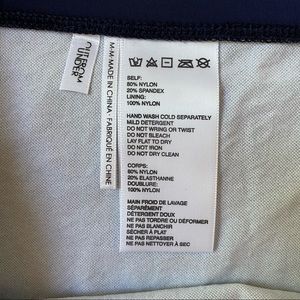 OUT FROM
UNDER
M-M-MADE IN CHINA · FABRIQUÉ EN CHINE
SELF:
80% NYLON
20% SPANDEX
LINING:
100% NYLON
HAND WASH COLD SEPARATELY
MILD DETERGENT
DO NOT WRING OR TWIST
DO NOT BLEACH
LAY FLAT TO DRY
DO NOT IRON
DO NOT DRY CLEAN
CORPS:
80% NYLON
20% ELASTHANNE
DOUBLURE:
100% NYLON
MAIN FROID DE LAVAGE
SÉPARÉMENT
DÉTERGENT DOUX
NE PAS TORDRE OU DÉFORMER
NE PAS BLANCHIR
SÉCHER À PLAT
NE PAS REPASSER
NE PAS NETTOYER À SEC